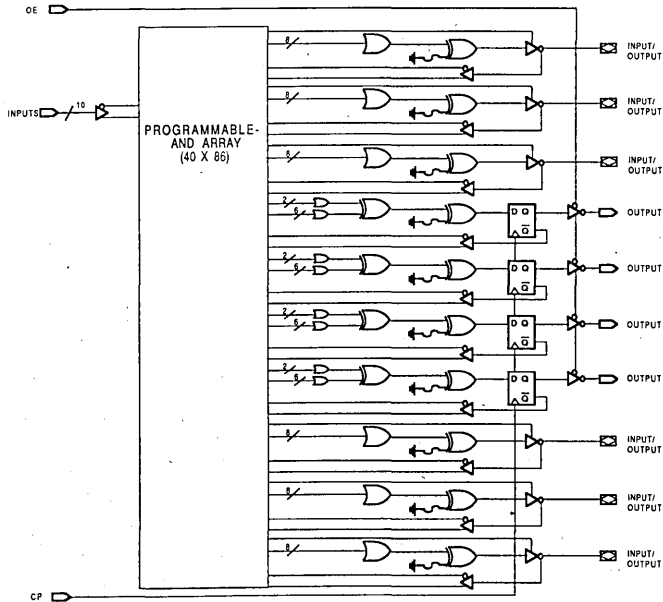 OE
8
INPUT/
OUTPUT
INPUTS
10
8
INPUT/
OUTPUT
PROGRAMMABLE-
AND ARRAY
(40 X 86)
8
INPUT/
OUTPUT
2
6
D Q
Q
OUTPUT
2
6
D Q
Q
OUTPUT
2
6
D Q
Q
OUTPUT
2
6
D Q
Q
OUTPUT
8
INPUT/
OUTPUT
8
INPUT/
OUTPUT
8
INPUT/
OUTPUT
CP